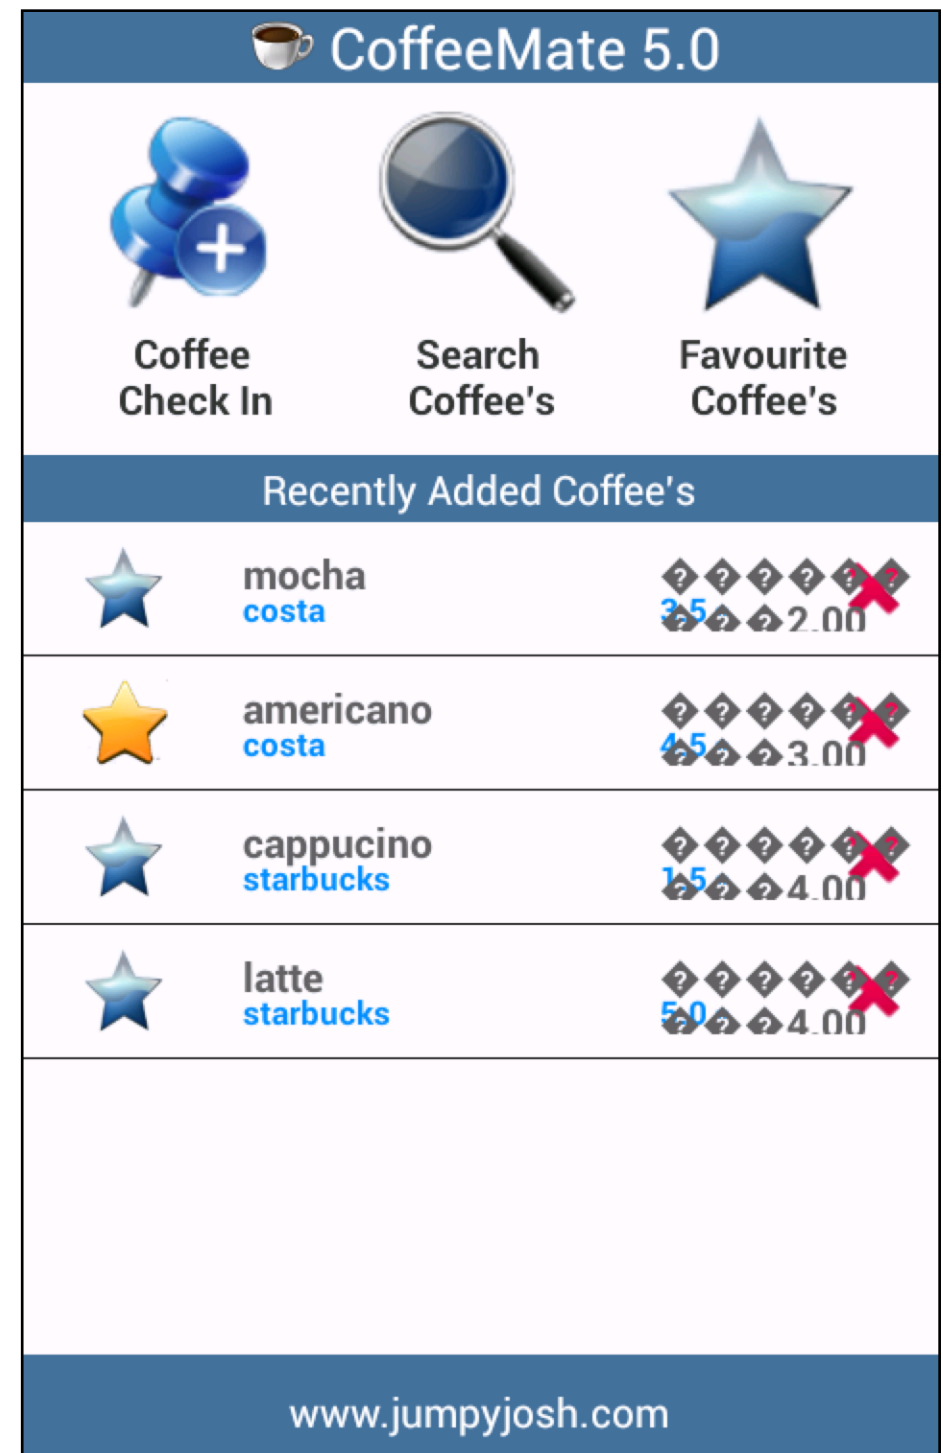 CoffeeMate 5.0
Coffee
Check In
Search
Coffee's
Favourite
Coffee's
Recently Added Coffee's
mocha
������
costa
3.5
���2.00
americano
������
costa
4.5
���3.00
cappucino
������
starbucks
1.5
���4.00
latte
������
starbucks
5.0
���4.00
www.jumpyjosh.com